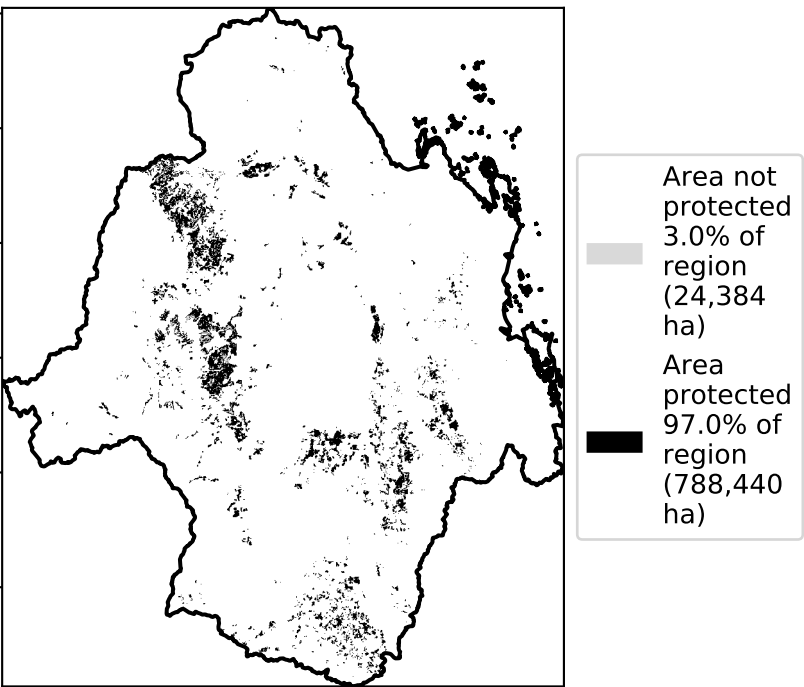 Area not
protected
3.0% of
region
(24,384
ha)
Area
protected
97.0% of
region
(788,440
ha)